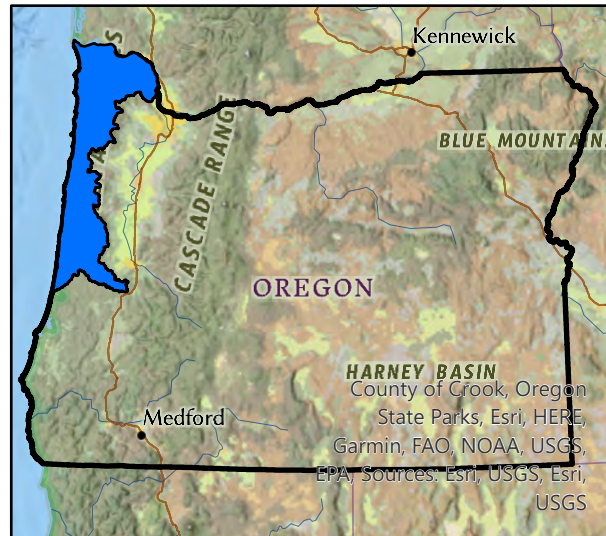 Kennewick
BLUE MOUNTAIN
CASCADE RANGE
OREGON
HARNEY BASIN
County of Crook, Oregon
State Parks, Esri, HERE,
Garmin, FAO, NOAA, USGS,
EPA, Sources: Esri, USGS, Esri,
USGS
Medford